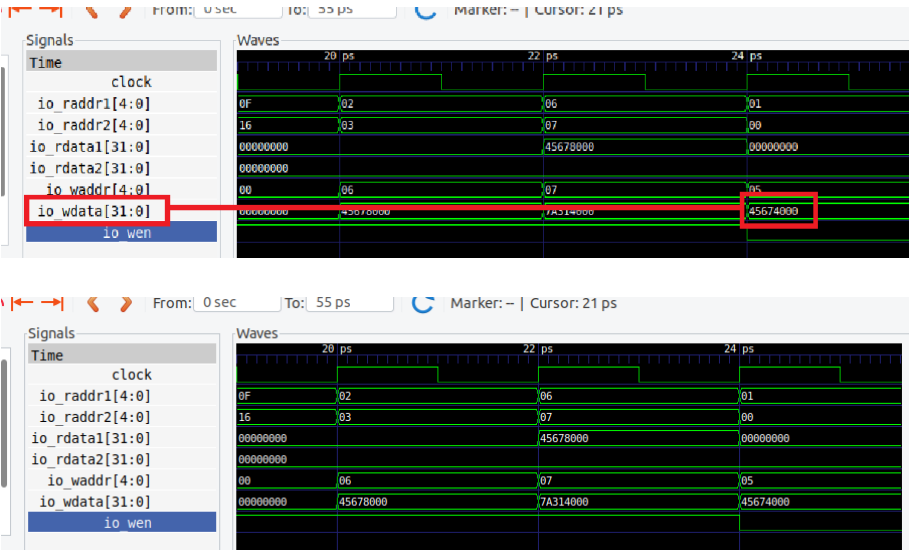 From: 0 sec To: 55 ps Marker: -- | Cursor: 21 ps
Signals Waves
Time 20 ps 22 ps 24 ps
clock
io_raddr1[4:0] 0F 02 06 01
io_raddr2[4:0] 16 03 07 00
io_rdata1[31:0] 00000000 45678000 00000000
io_rdata2[31:0] 00000000
io_waddr[4:0] 00 06 07 05
io_wdata[31:0] 00000000 45678000 7A314000 45674000
io_wen
From: 0 sec To: 55 ps Marker: -- | Cursor: 21 ps
Signals Waves
Time 20 ps 22 ps 24 ps
clock
io_raddr1[4:0] 0F 02 06 01
io_raddr2[4:0] 16 03 07 00
io_rdata1[31:0] 00000000 45678000 00000000
io_rdata2[31:0] 00000000
io_waddr[4:0] 00 06 07 05
io_wdata[31:0] 00000000 45678000 7A314000 45674000
io_wen